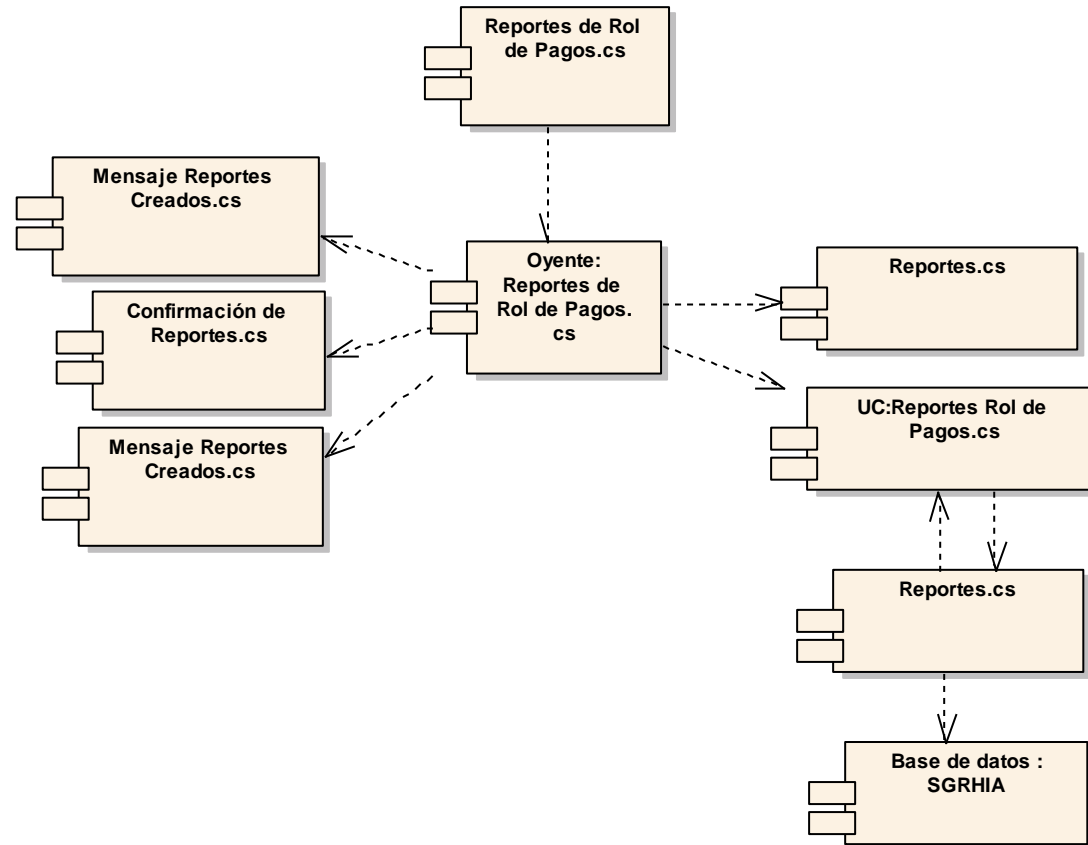 Reportes de Rol
de Pagos.cs
Mensaje Reportes
Creados.cs
Oyente:
Reportes de
Rol de Pagos.
cs
Reportes.cs
Confirmación de
Reportes.cs
UC:Reportes Rol de
Pagos.cs
Mensaje Reportes
Creados.cs
Reportes.cs
Base de datos :
SGRHIA